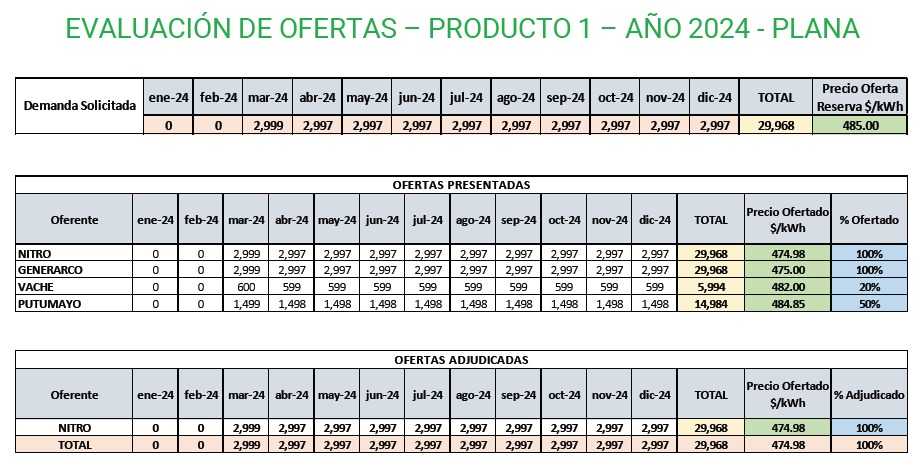 EVALUACIÓN DE OFERTAS – PRODUCTO 1 – AÑO 2024 - PLANA
Demanda Solicitada ene-24 feb-24 mar-24 abr-24 may-24 jun-24 jul-24 ago-24 sep-24 oct-24 nov-24 dic-24 TOTAL Precio Oferta Reserva $/kWh
0 0 2,999 2,997 2,997 2,997 2,997 2,997 2,997 2,997 2,997 2,997 29,968 485.00
OFERTAS PRESENTADAS
Oferente ene-24 feb-24 mar-24 abr-24 may-24 jun-24 jul-24 ago-24 sep-24 oct-24 nov-24 dic-24 TOTAL Precio Ofertado $/kWh % Ofertado
NITRO 0 0 2,999 2,997 2,997 2,997 2,997 2,997 2,997 2,997 2,997 2,997 29,968 474.98 100%
GENERARCO 0 0 2,999 2,997 2,997 2,997 2,997 2,997 2,997 2,997 2,997 2,997 29,968 475.00 100%
VACHE 0 0 600 599 599 599 599 599 599 599 599 599 5,994 482.00 20%
PUTUMAYO 0 0 1,499 1,498 1,498 1,498 1,498 1,498 1,498 1,498 1,498 1,498 14,984 484.85 50%
OFERTAS ADJUDICADAS
Oferente ene-24 feb-24 mar-24 abr-24 may-24 jun-24 jul-24 ago-24 sep-24 oct-24 nov-24 dic-24 TOTAL Precio Ofertado $/kWh % Adjudicado
NITRO 0 0 2,999 2,997 2,997 2,997 2,997 2,997 2,997 2,997 2,997 2,997 29,968 474.98 100%
TOTAL 0 0 2,999 2,997 2,997 2,997 2,997 2,997 2,997 2,997 2,997 2,997 29,968 474.98 100%